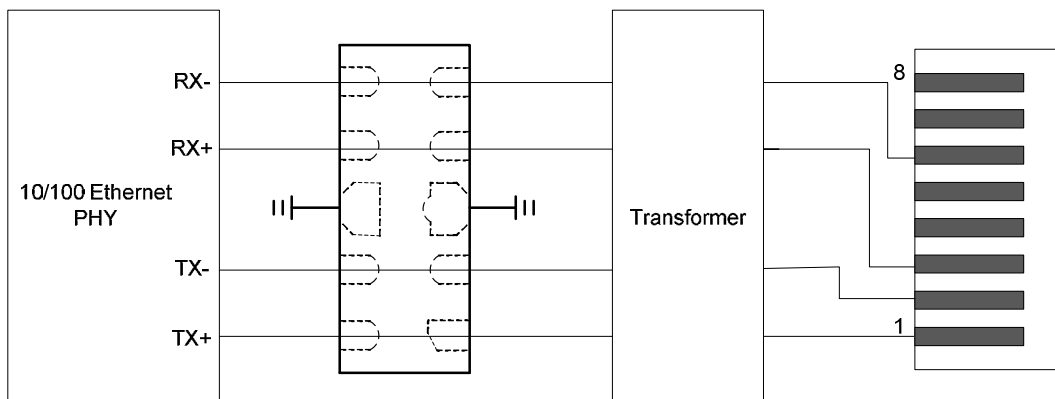 RX-
RX+
10/100 Ethernet
PHY
TX-
TX+
Transformer
8
1